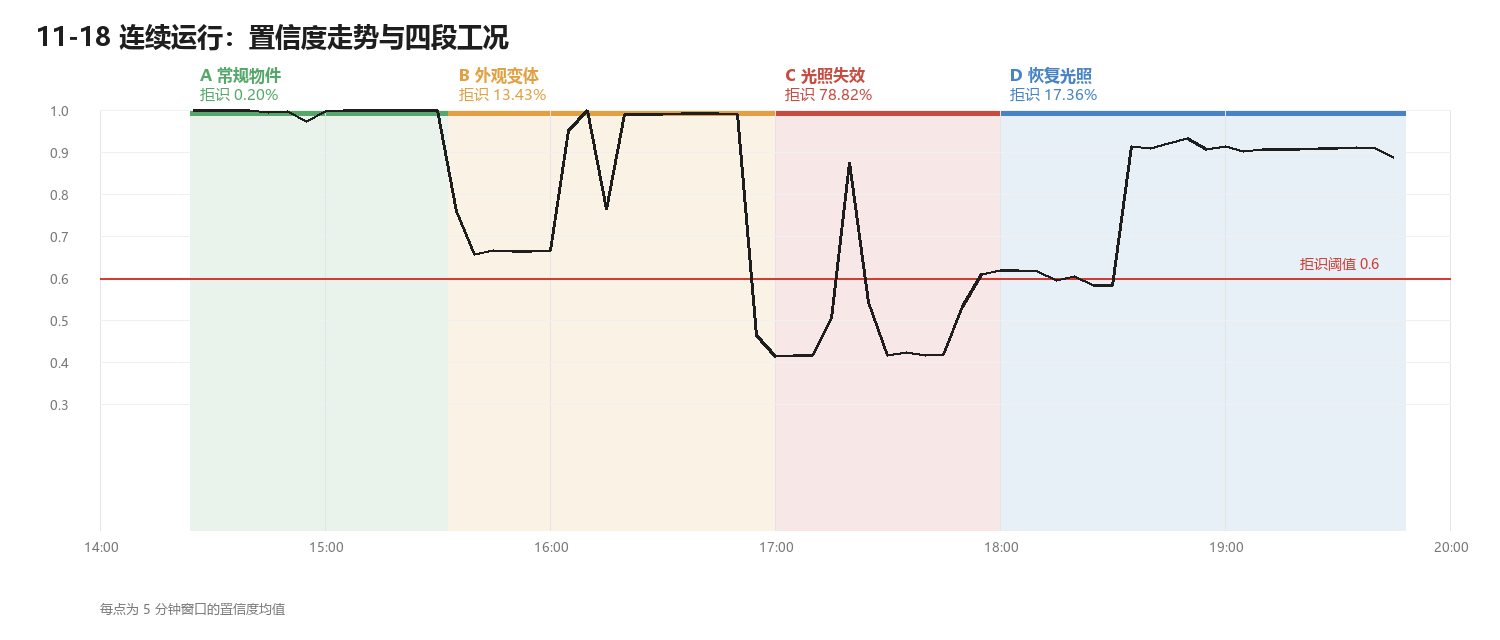 11-18 连续运行：置信度走势与四段工况
A 常规物件
拒识 0.20%
B 外观变体
拒识 13.43%
C 光照失效
拒识 78.82%
D 恢复光照
拒识 17.36%
1.0
0.9
0.8
0.7
0.6
0.5
0.4
0.3
拒识阈值 0.6
14:00
15:00
16:00
17:00
18:00
19:00
20:00
每点为 5 分钟窗口的置信度均值